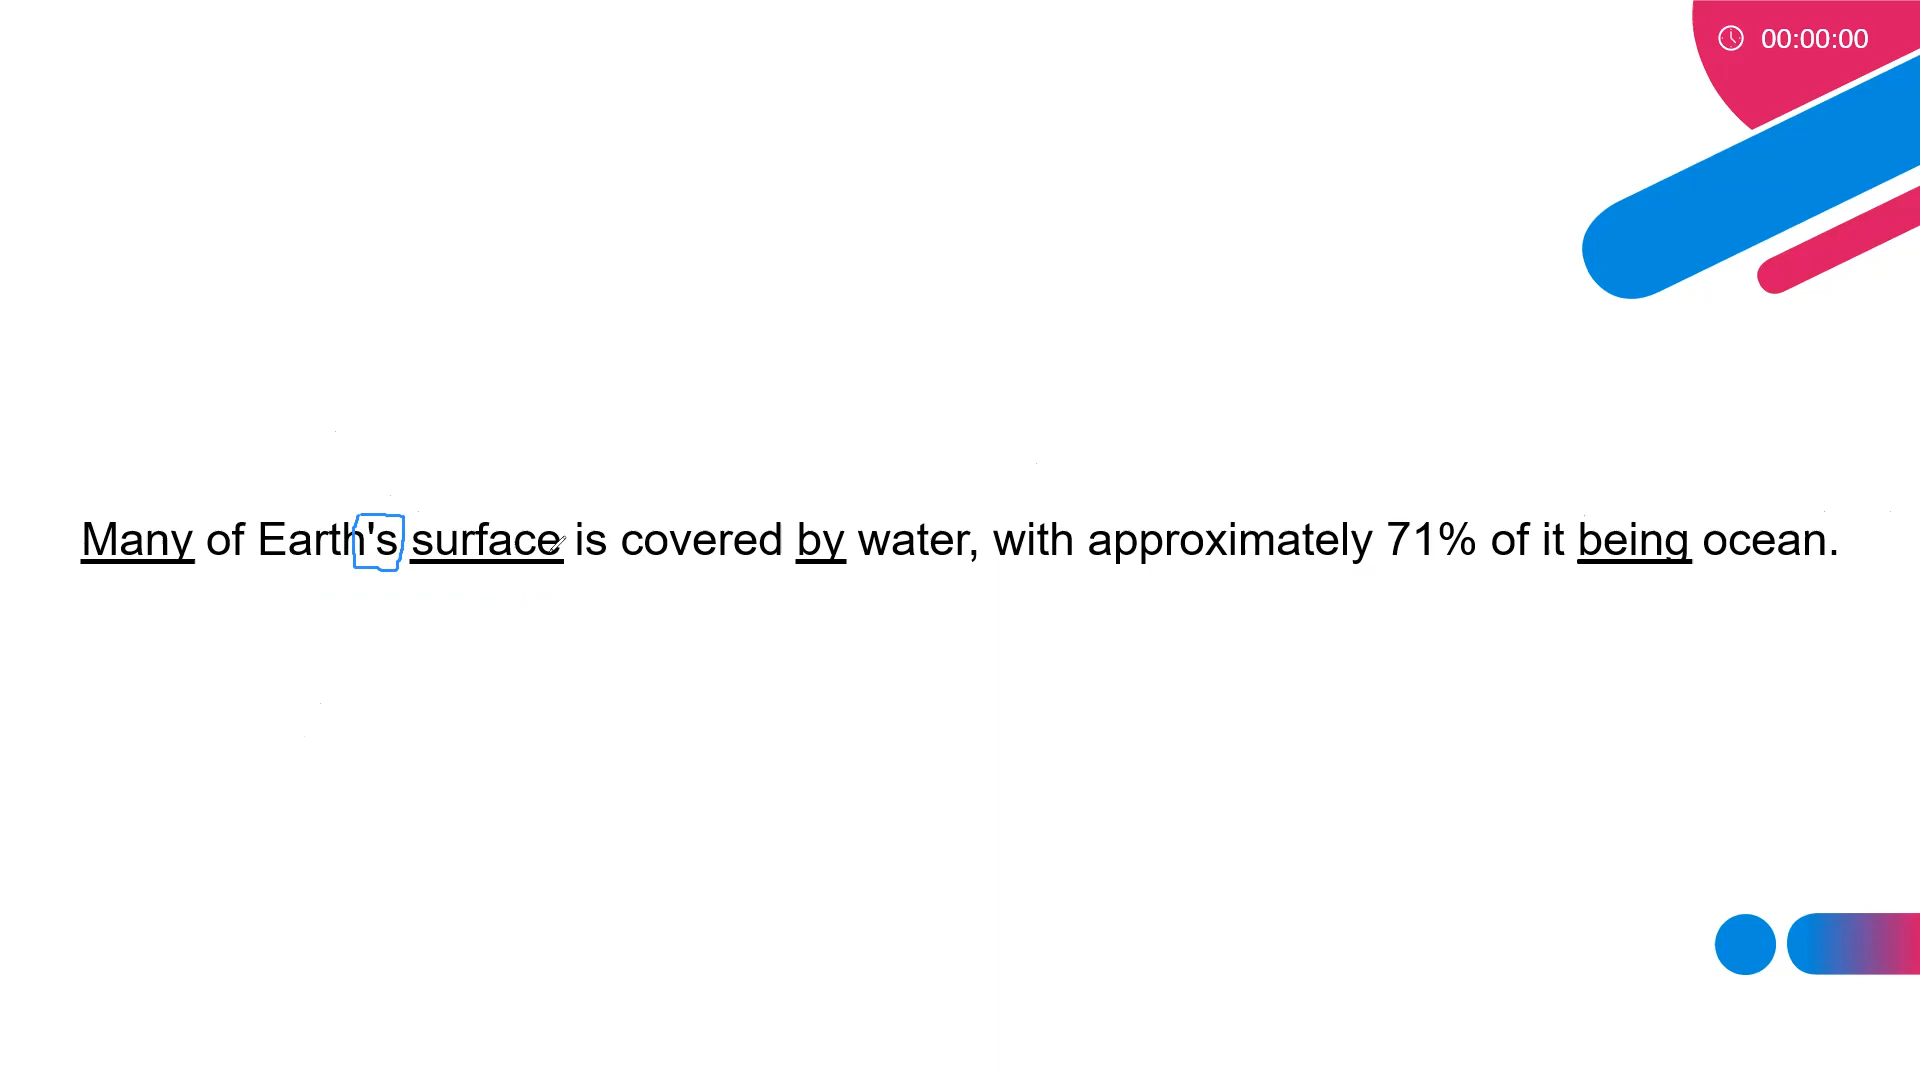 00:00:00
Many of Earth's surface is covered by water, with approximately 71% of it being ocean.